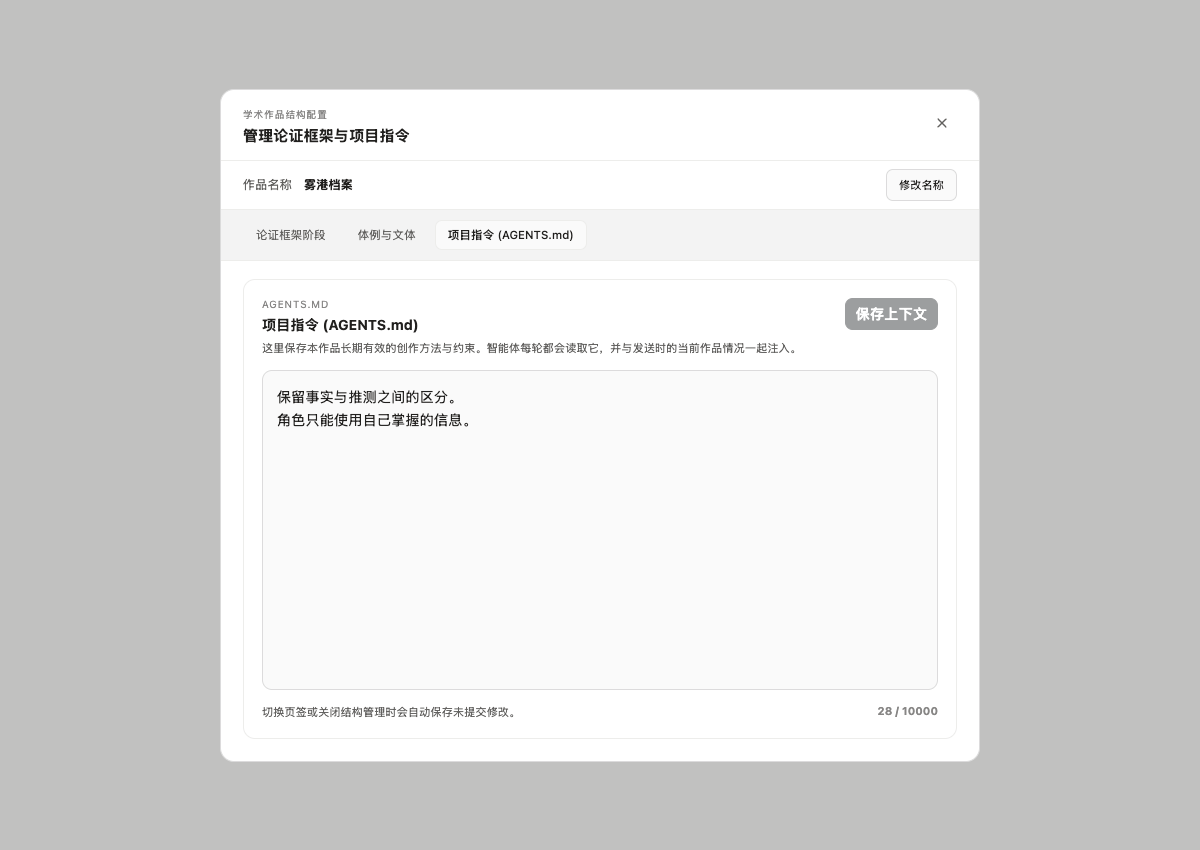 学术作品结构配置
管理论证框架与项目指令
作品名称 雾港档案
修改名称
论证框架阶段 体例与文体 项目指令 (AGENTS.md)
AGENTS.MD
项目指令 (AGENTS.md)
保存上下文
这里保存本作品长期有效的创作方法与约束。智能体每轮都会读取它，并与发送时的当前作品情况一起注入。
保留事实与推测之间的区分。
角色只能使用自己掌握的信息。
切换页签或关闭结构管理时会自动保存未提交修改。
28 / 10000